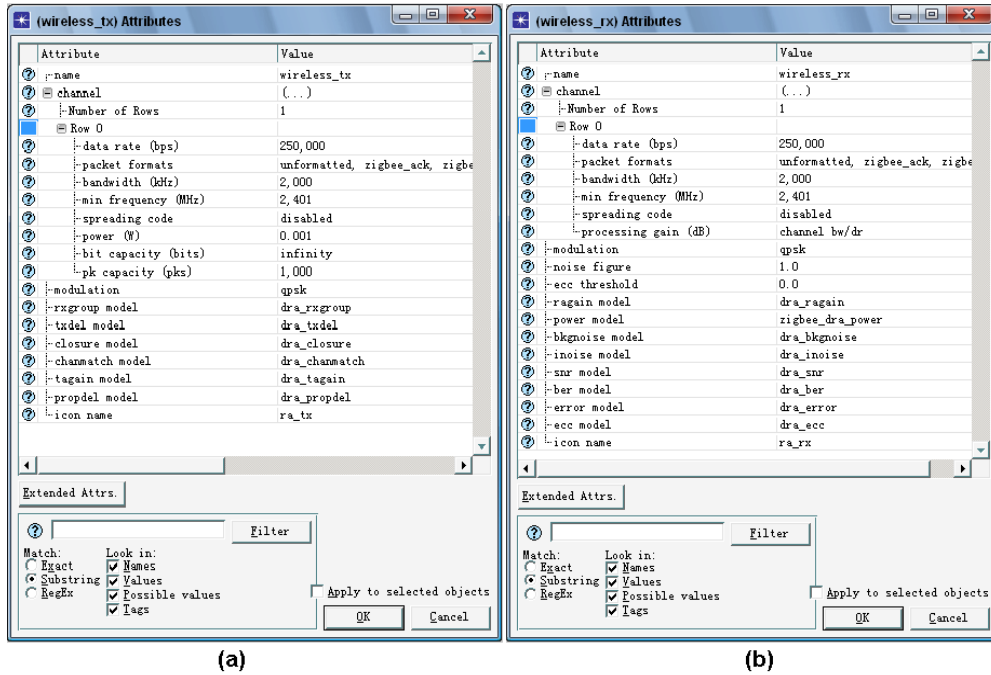 (wireless_tx) Attributes
Attribute Value
name wireless_tx
channel (...)
Number of Rows 1
Row 0
data rate (bps) 250,000
packet formats unformatted, zigbee_ack, zigbe
bandwidth (kHz) 2,000
min frequency (MHz) 2,401
spreading code disabled
power (W) 0.001
bit capacity (bits) infinity
pk capacity (pks) 1,000
modulation qpsk
rxgroup model dra_rxgroup
txdel model dra_txdel
closure model dra_closure
chanmatch model dra_chanmatch
tagain model dra_tagain
propdel model dra_propdel
icon name ra_tx
Extended Attrs.
Filter
Match: Look in:
Exact Names
Substring Values
RegEx Possible values
Tags
Apply to selected objects
OK Cancel
(a)
(wireless_rx) Attributes
Attribute Value
name wireless_rx
channel (...)
Number of Rows 1
Row 0
data rate (bps) 250,000
packet formats unformatted, zigbee_ack, zigbe
bandwidth (kHz) 2,000
min frequency (MHz) 2,401
spreading code disabled
processing gain (dB) channel bw/dr
modulation qpsk
noise figure 1.0
ecc threshold 0.0
ragain model dra_ragain
power model zigbee_dra_power
bkgnoise model dra_bkgnoise
inoise model dra_inoise
snr model dra_snr
ber model dra_ber
error model dra_error
ecc model dra_ecc
icon name ra_rx
Extended Attrs.
Filter
Match: Look in:
Exact Names
Substring Values
RegEx Possible values
Tags
Apply to selected objects
OK Cancel
(b)